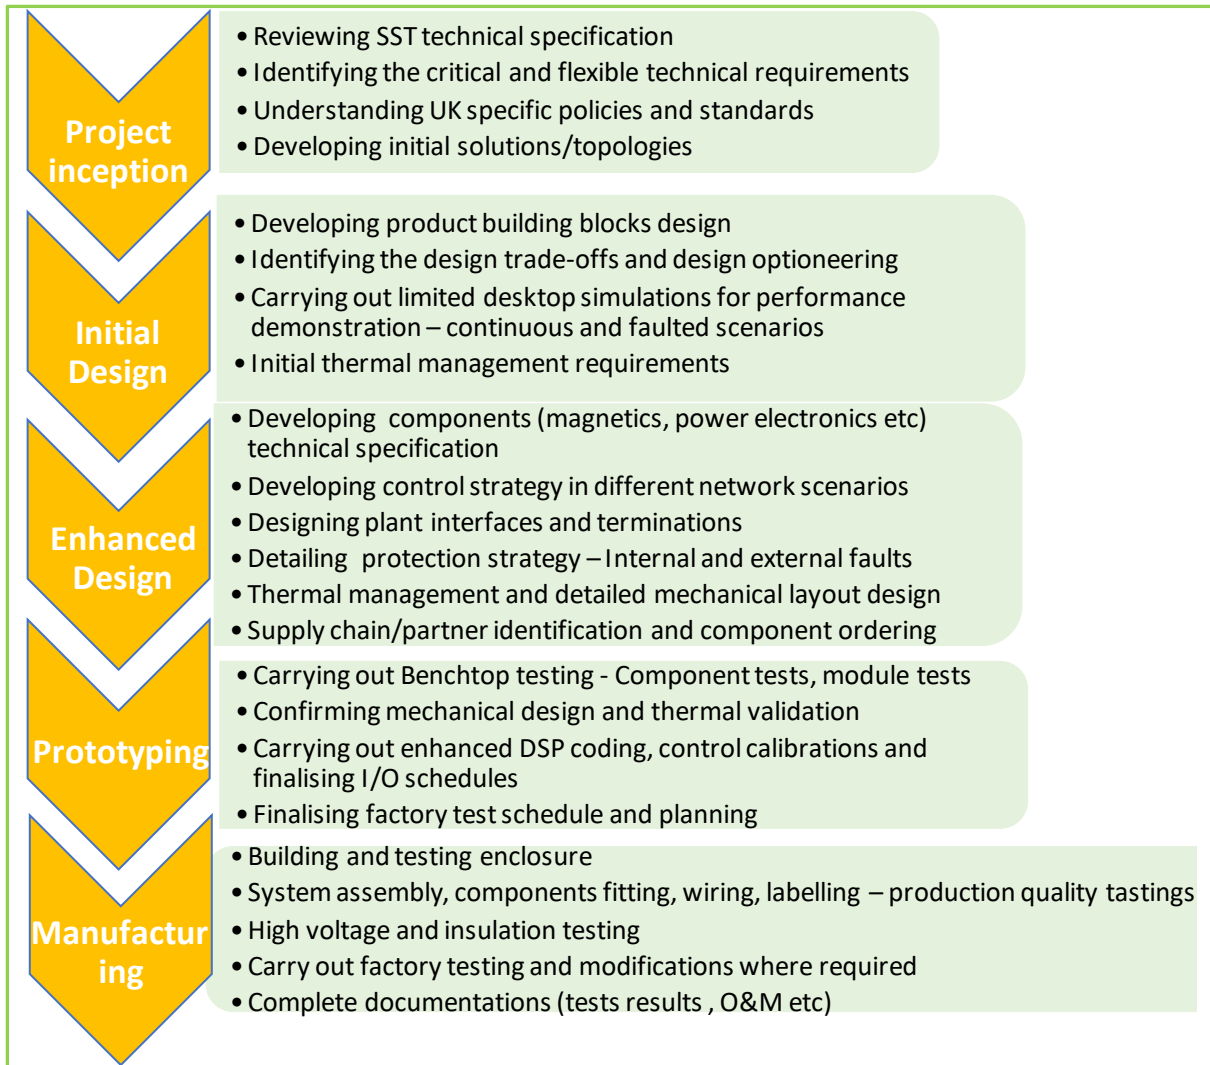 Project
inception
• Reviewing SST technical specification
• Identifying the critical and flexible technical requirements
• Understanding UK specific policies and standards
• Developing initial solutions/topologies
Initial
Design
• Developing product building blocks design
• Identifying the design trade-offs and design optioneering
• Carrying out limited desktop simulations for performance
demonstration – continuous and faulted scenarios
• Initial thermal management requirements
Enhanced
Design
• Developing components (magnetics, power electronics etc)
technical specification
• Developing control strategy in different network scenarios
• Designing plant interfaces and terminations
• Detailing protection strategy – Internal and external faults
• Thermal management and detailed mechanical layout design
• Supply chain/partner identification and component ordering
Prototyping
• Carrying out Benchtop testing - Component tests, module tests
• Confirming mechanical design and thermal validation
• Carrying out enhanced DSP coding, control calibrations and
finalising I/O schedules
• Finalising factory test schedule and planning
Manufactur
ing
• Building and testing enclosure
• System assembly, components fitting, wiring, labelling – production quality tastings
• High voltage and insulation testing
• Carry out factory testing and modifications where required
• Complete documentations (tests results , O&M etc)